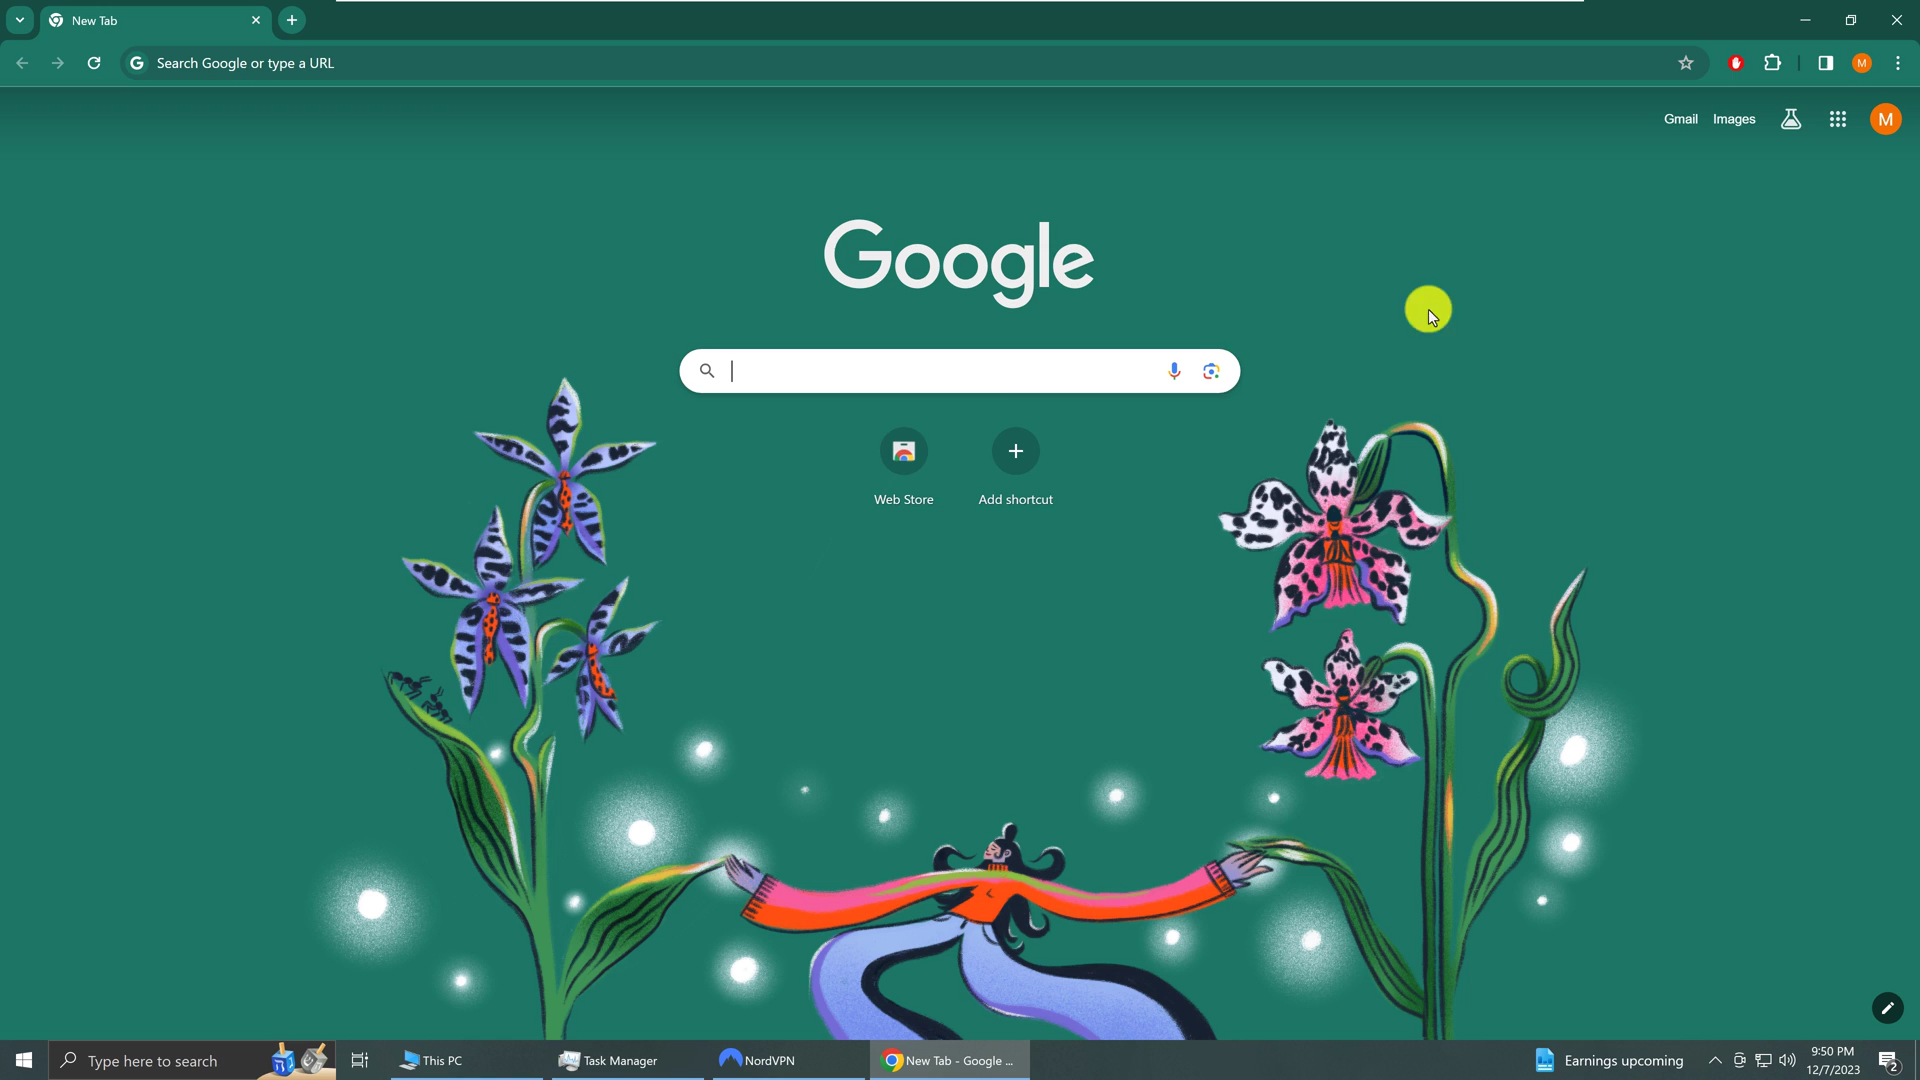 New Tab
Search Google or type a URL
Gmail
Images
M
M
Google
Web Store
Add shortcut
Type here to search
This PC
Task Manager
NordVPN
New Tab - Google ...
Earnings upcoming
9:50 PM
12/7/2023
2